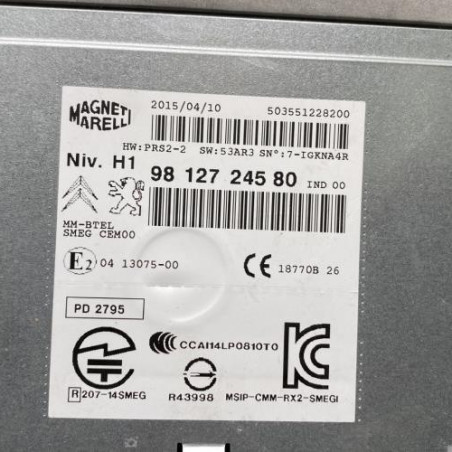 MAGNETI
MARELLI
2015/04/10 503551228200
HW:PRS2-2 SW:53AR3 SN°:7-IGKNA4R
Niv. H1
98 127 245 80 IND 00
MM-BTEL
SMEG CEM00
E2 04 13075-00
CE 18770B 26
PD 2795
CCAI14LP0810T0
R 207-14SMEG
R43998
MSIP-CMM-RX2-SMEGI